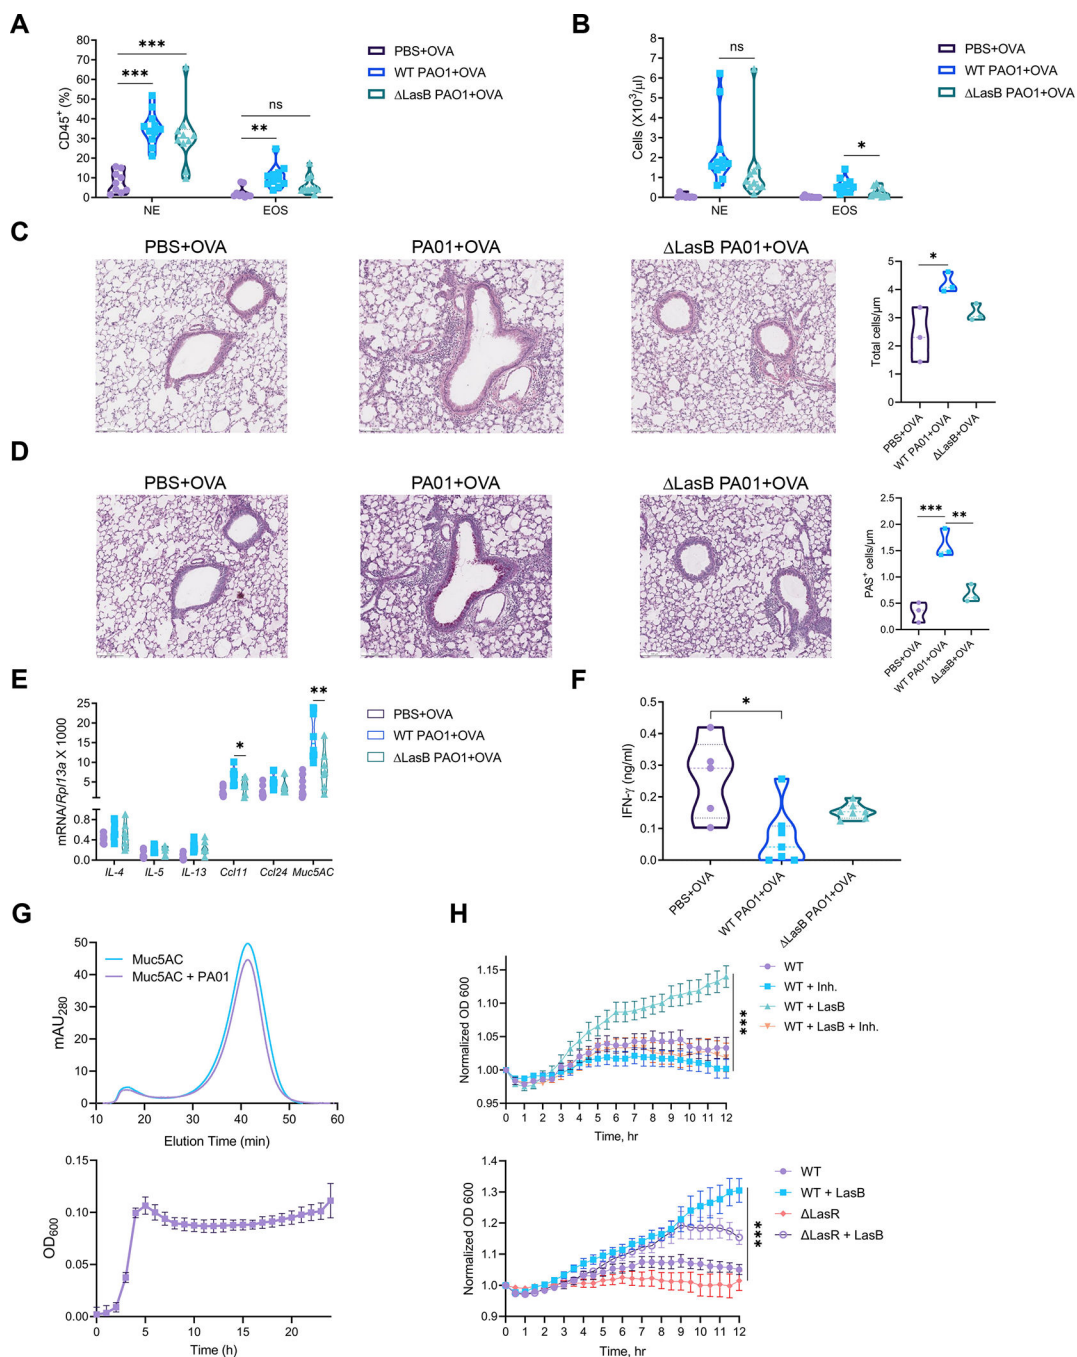 A
CD45⁺ (%)
80
70
60
50
40
30
20
10
0
***
***
**
ns
NE
EOS
PBS+OVA
WT PAO1+OVA
ΔLasB PAO1+OVA
B
Cells (X10³/µl)
8
7
6
5
4
3
2
1
0
ns
*
NE
EOS
PBS+OVA
WT PAO1+OVA
ΔLasB PAO1+OVA
C
PBS+OVA
PA01+OVA
ΔLasB PA01+OVA
Total cells/µm
5
4
3
2
1
0
*
PBS+OVA
WT PA01+OVA
ΔLasB+OVA
D
PBS+OVA
PA01+OVA
ΔLasB PA01+OVA
PAS⁺ cells/µm
2.5
2.0
1.5
1.0
0.5
0.0
***
**
PBS+OVA
WT PA01+OVA
ΔLasB+OVA
E
mRNA/Rpl13a X 1000
25
20
15
10
5
0.8
0.4
0.0
*
**
IL-4
IL-5
IL-13
Ccl11
Ccl24
Muc5AC
PBS+OVA
WT PAO1+OVA
ΔLasB PAO1+OVA
F
IFN-γ (ng/ml)
0.5
0.4
0.3
0.2
0.1
0.0
*
PBS+OVA
WT PAO1+OVA
ΔLasB PAO1+OVA
G
mAU₂₈₀
50
40
30
20
10
0
Muc5AC
Muc5AC + PA01
10 20 30 40 50 60
Elution Time (min)
OD₆₀₀
0.15
0.10
0.05
0.00
0 5 10 15 20
Time (h)
H
Normalized OD 600
1.15
1.10
1.05
1.00
0.95
0 1 2 3 4 5 6 7 8 9 10 11 12
Time, hr
***
WT
WT + Inh.
WT + LasB
WT + LasB + Inh.
Normalized OD 600
1.4
1.3
1.2
1.1
1.0
0.9
0 1 2 3 4 5 6 7 8 9 10 11 12
Time, hr
***
WT
WT + LasB
ΔLasR
ΔLasR + LasB